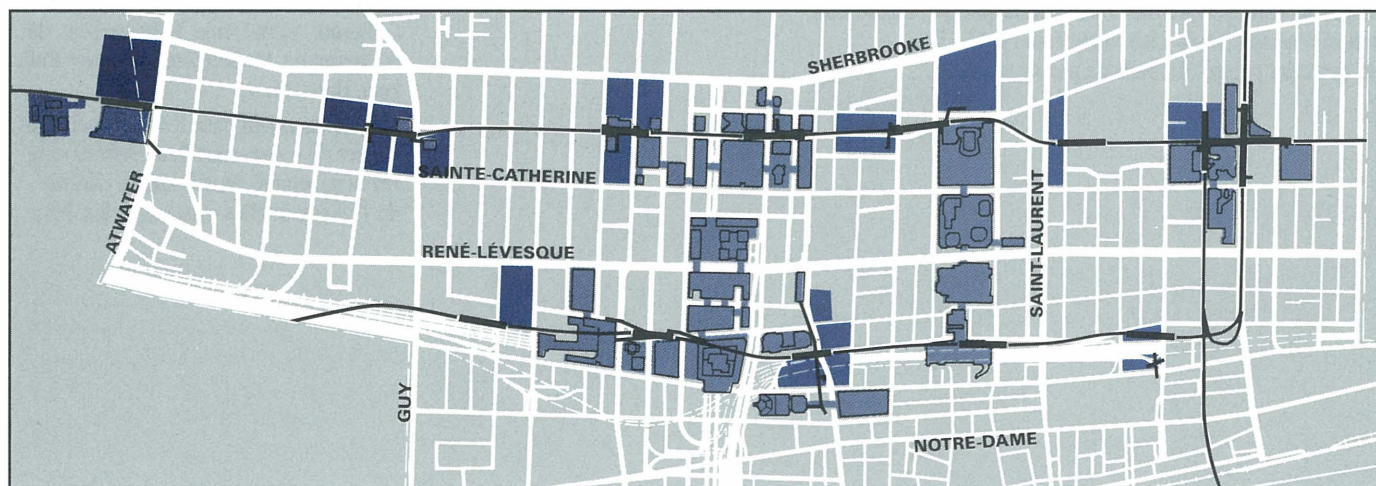 SHERBROOKE
SAINTE-CATHERINE
ATWATER
RENÉ-LÉVESQUE
SAINT-LAURENT
GUY
NOTRE-DAME